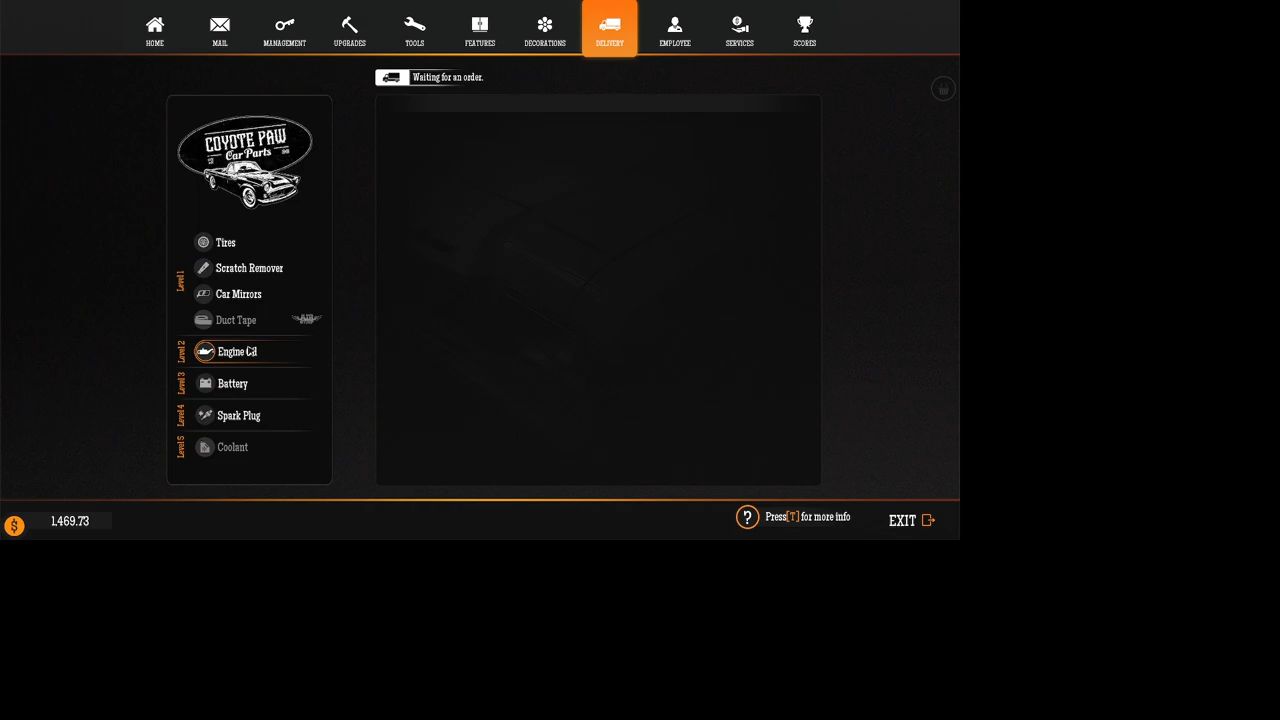 HOME
MAIL
MANAGEMENT
UPGRADES
TOOLS
FEATURES
DECORATIONS
DELIVERY
EMPLOYEE
SERVICES
SCORES
Waiting for an order.
COYOTE PAW
Car Parts
Level 1
Tires
Scratch Remover
Car Mirrors
Duct Tape
Level 2
Engine Oil
Level 3
Battery
Level 4
Spark Plug
Level 5
Coolant
$ 1,469.73
? Press[T] for more info
EXIT